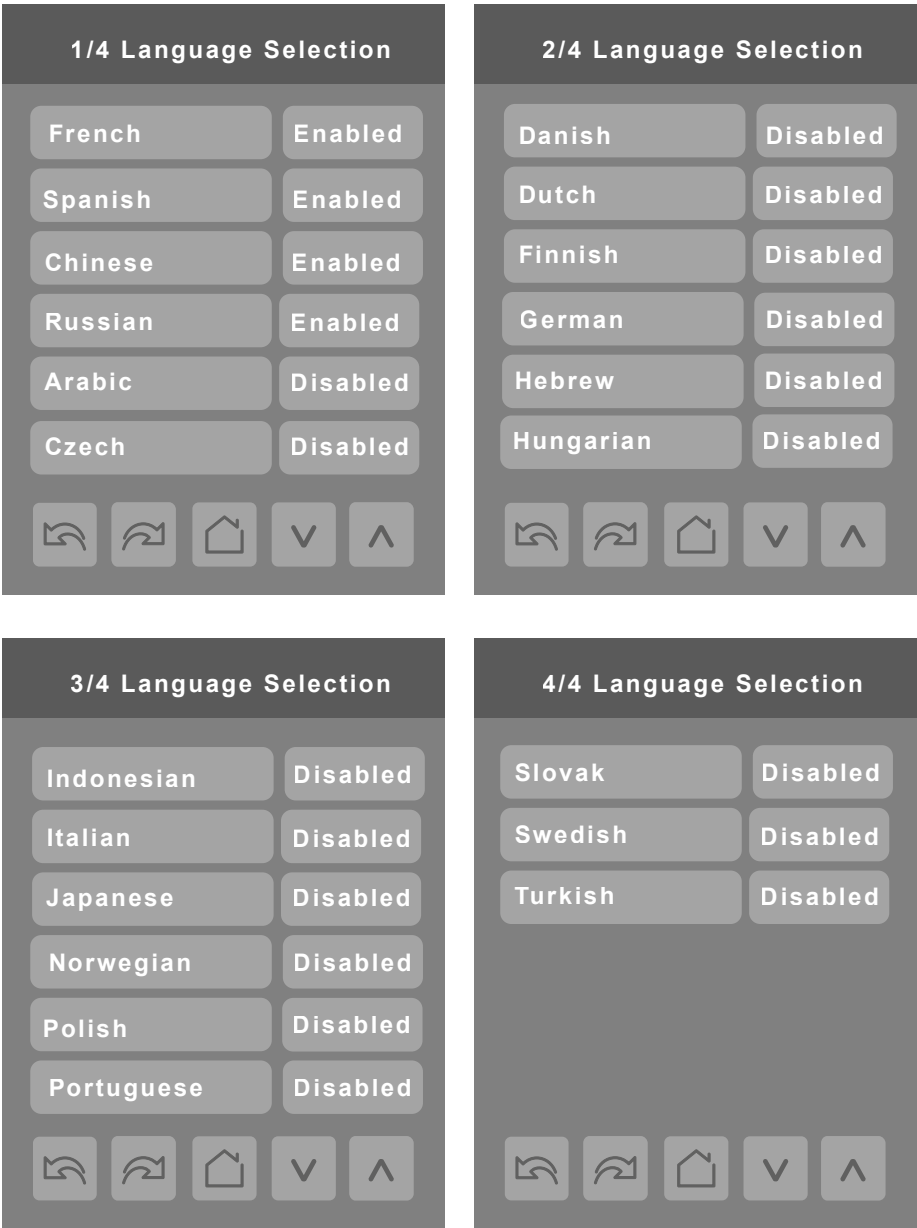 1/4 Language Selection
French Enabled
Spanish Enabled
Chinese Enabled
Russian Enabled
Arabic Disabled
Czech Disabled
2/4 Language Selection
Danish Disabled
Dutch Disabled
Finnish Disabled
German Disabled
Hebrew Disabled
Hungarian Disabled
3/4 Language Selection
Indonesian Disabled
Italian Disabled
Japanese Disabled
Norwegian Disabled
Polish Disabled
Portuguese Disabled
4/4 Language Selection
Slovak Disabled
Swedish Disabled
Turkish Disabled